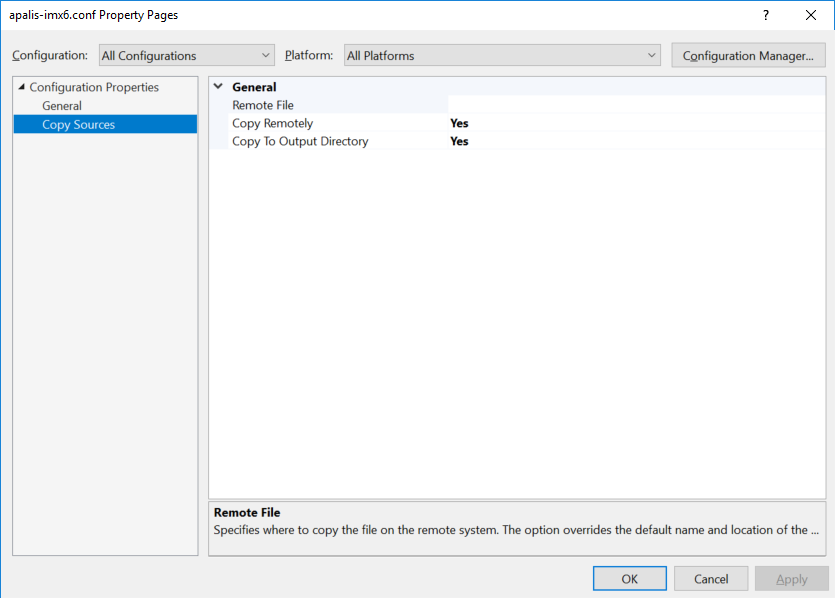 apalis-imx6.conf Property Pages ?
Configuration: All Configurations Platform: All Platforms Configuration Manager...
Configuration Properties
General
Copy Sources
General
Remote File
Copy Remotely Yes
Copy To Output Directory Yes
Remote File
Specifies where to copy the file on the remote system. The option overrides the default name and location of the ...
OK Cancel Apply